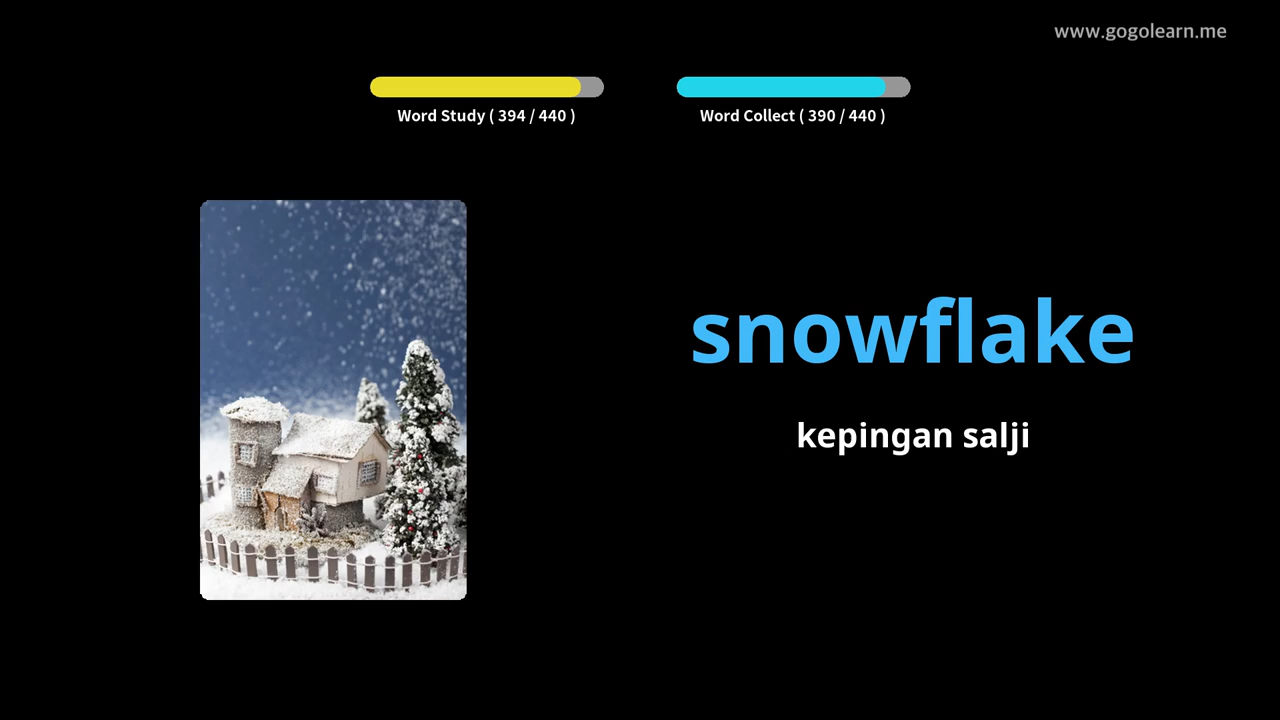 www.gogolearn.me
Word Study ( 394 / 440 )
Word Collect ( 390 / 440 )
snowflake
kepingan salji